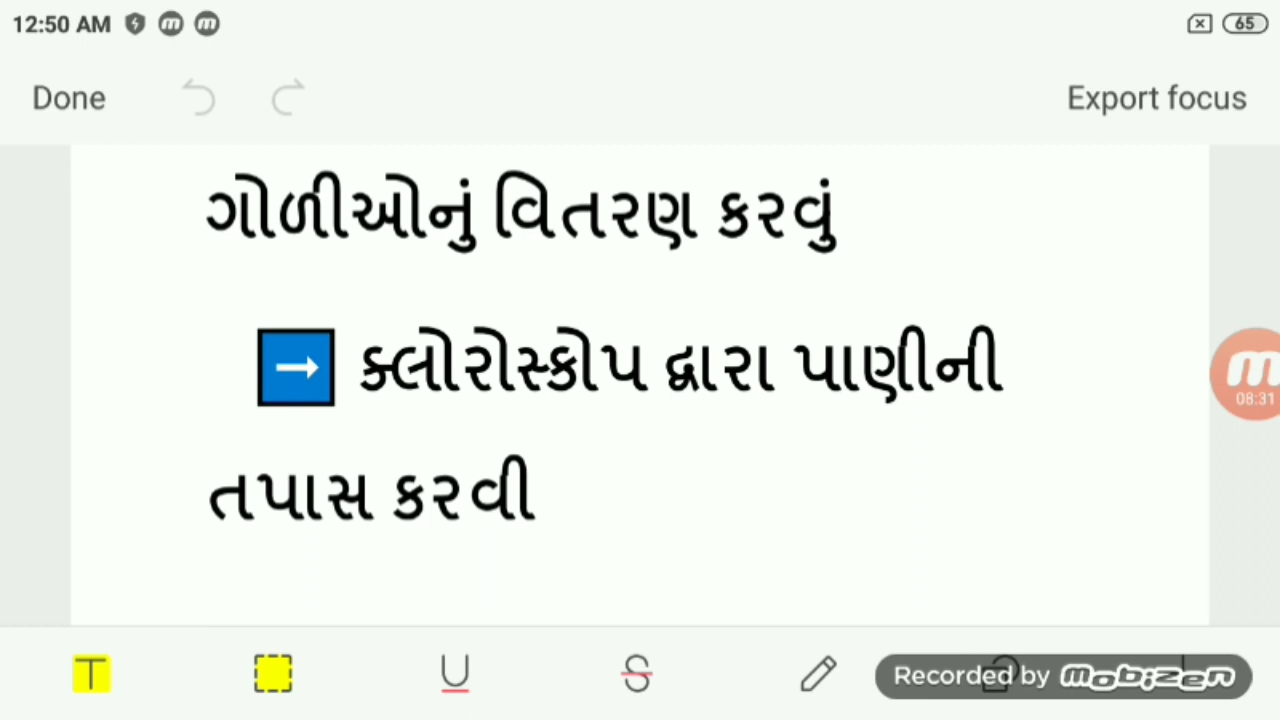 12:50 AM 65
Done Export focus
ગોળીઓનું વિતરણ કરવું
➡ ક્લોરોસ્કોપ દ્વારા પાણીની
તપાસ કરવી
08:31
T U S Recorded by mobizen